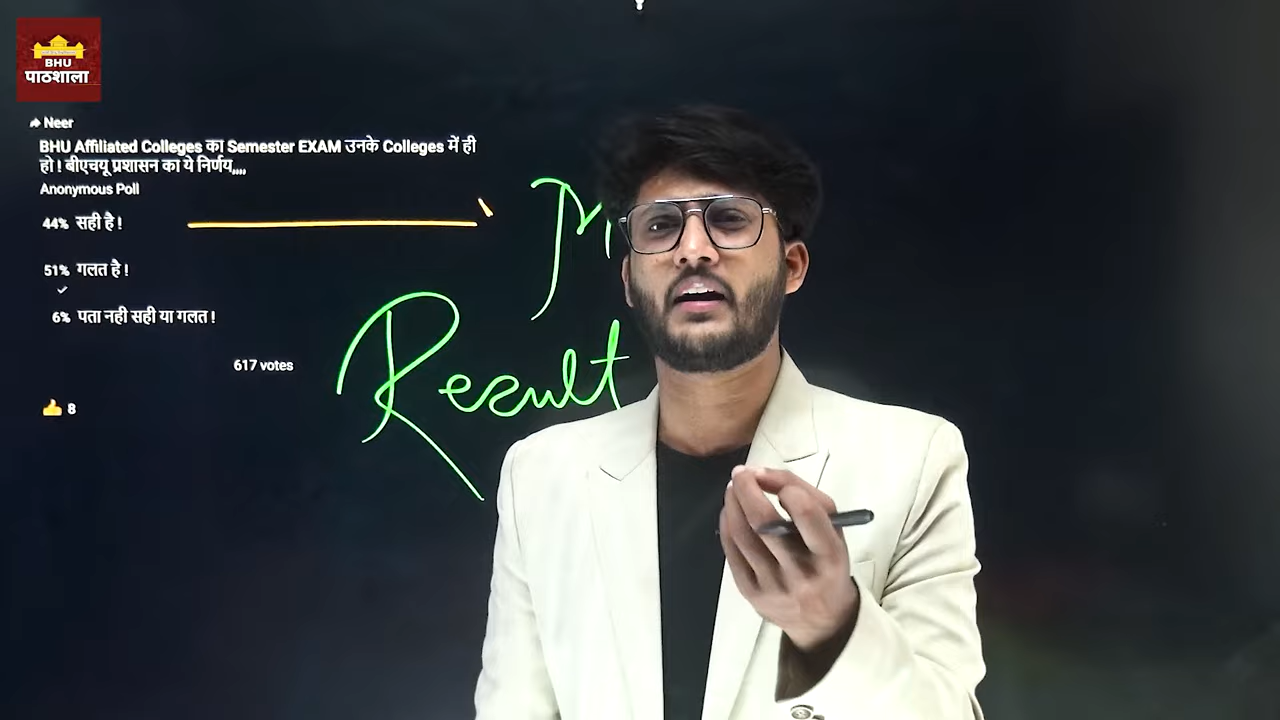 BHU
पाठशाला
Neer
BHU Affiliated Colleges का Semester EXAM उनके Colleges में ही
हो ! बीएचयू प्रशासन का ये निर्णय,,,,
Anonymous Poll
44% सही है !
51% गलत है !
6% पता नही सही या गलत !
617 votes
👍 8
Result